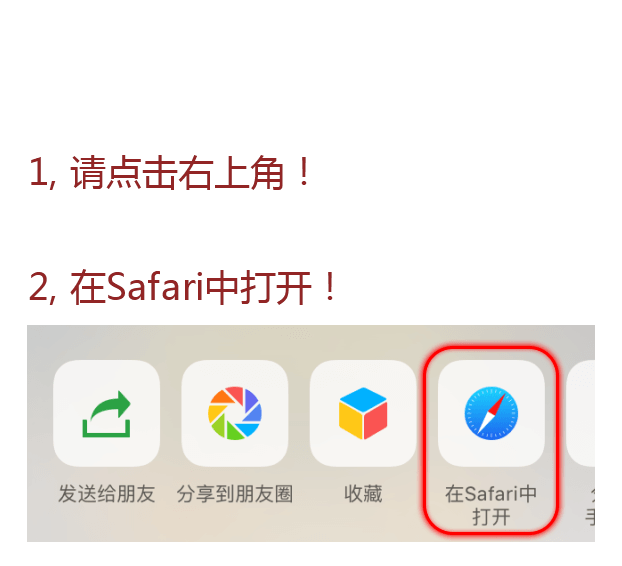 1, 请点击右上角！
2, 在Safari中打开！
发送给朋友 分享到朋友圈 收藏 在Safari中
打开